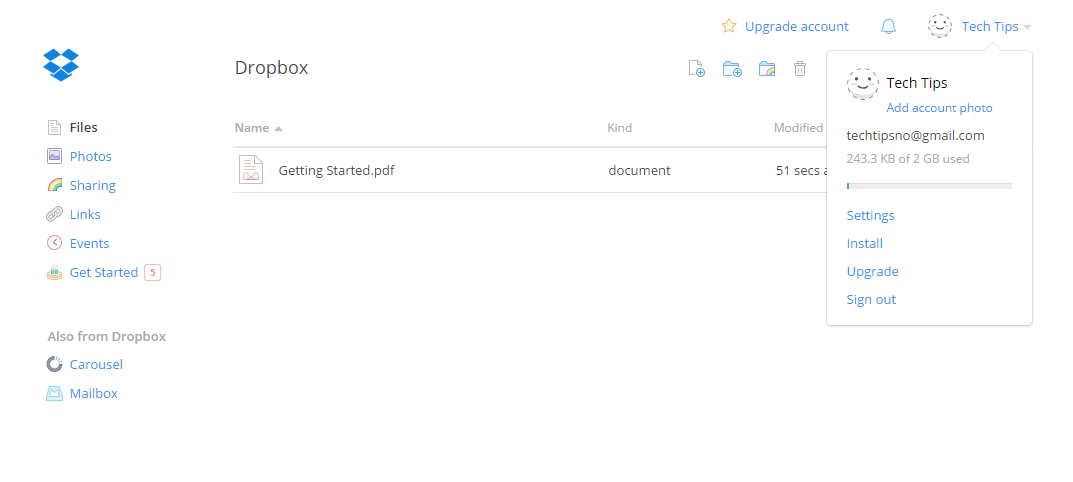 Upgrade account
Tech Tips
Dropbox
Tech Tips
Add account photo
techtipsno@gmail.com
243.3 KB of 2 GB used
Settings
Install
Upgrade
Sign out
Files
Photos
Sharing
Links
Events
Get Started 5
Also from Dropbox
Carousel
Mailbox
Name Kind Modified
Getting Started.pdf document 51 secs a